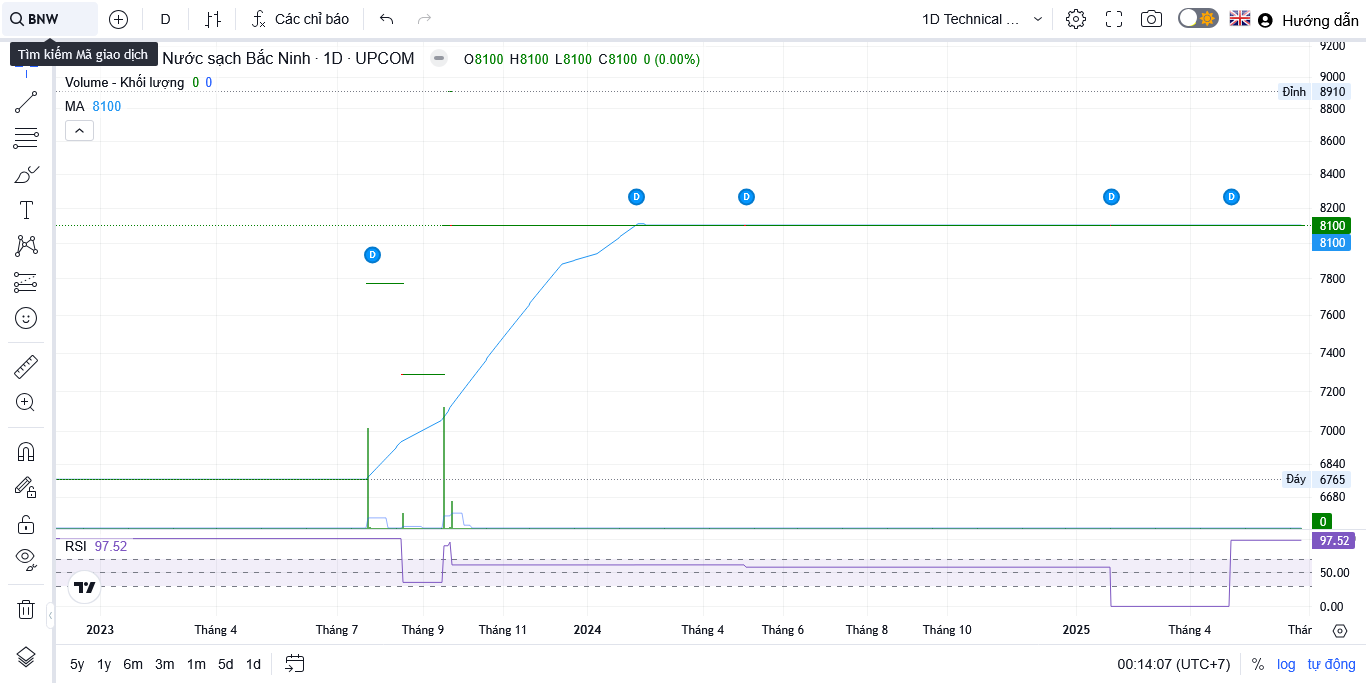 BNW D Các chỉ báo 1D Technical ... Hướng dẫn
Tìm kiếm Mã giao dịch
Nước sạch Bắc Ninh · 1D · UPCOM O8100 H8100 L8100 C8100 0 (0.00%)
Volume - Khối lượng 0 0
MA 8100
9200
9000
Đỉnh 8910
8800
8600
8400
8200
8100
8100
7800
7600
7400
7200
7000
6840
Đáy 6765
6680
0
D
D
D
D
D
T
RSI 97.52
97.52
50.00
0.00
2023 Tháng 4 Tháng 7 Tháng 9 Tháng 11 2024 Tháng 4 Tháng 6 Tháng 8 Tháng 10 2025 Tháng 4 Thár
5y 1y 6m 3m 1m 5d 1d 00:14:07 (UTC+7) % log tự động